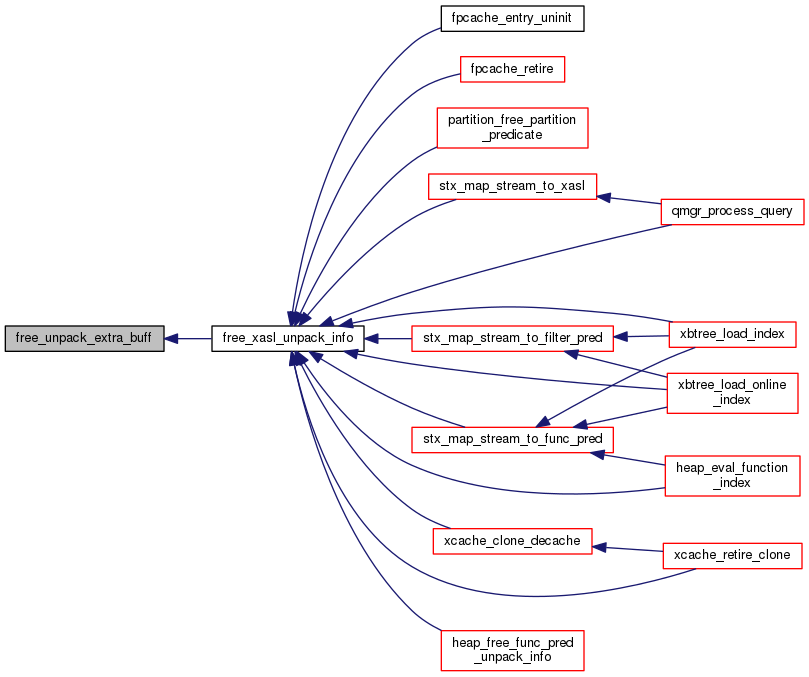 fpcache_entry_uninit
fpcache_retire
partition_free_partition
_predicate
stx_map_stream_to_xasl
qmgr_process_query
free_unpack_extra_buff
free_xasl_unpack_info
stx_map_stream_to_filter_pred
xbtree_load_index
xbtree_load_online
_index
stx_map_stream_to_func_pred
heap_eval_function
_index
xcache_clone_decache
xcache_retire_clone
heap_free_func_pred
_unpack_info